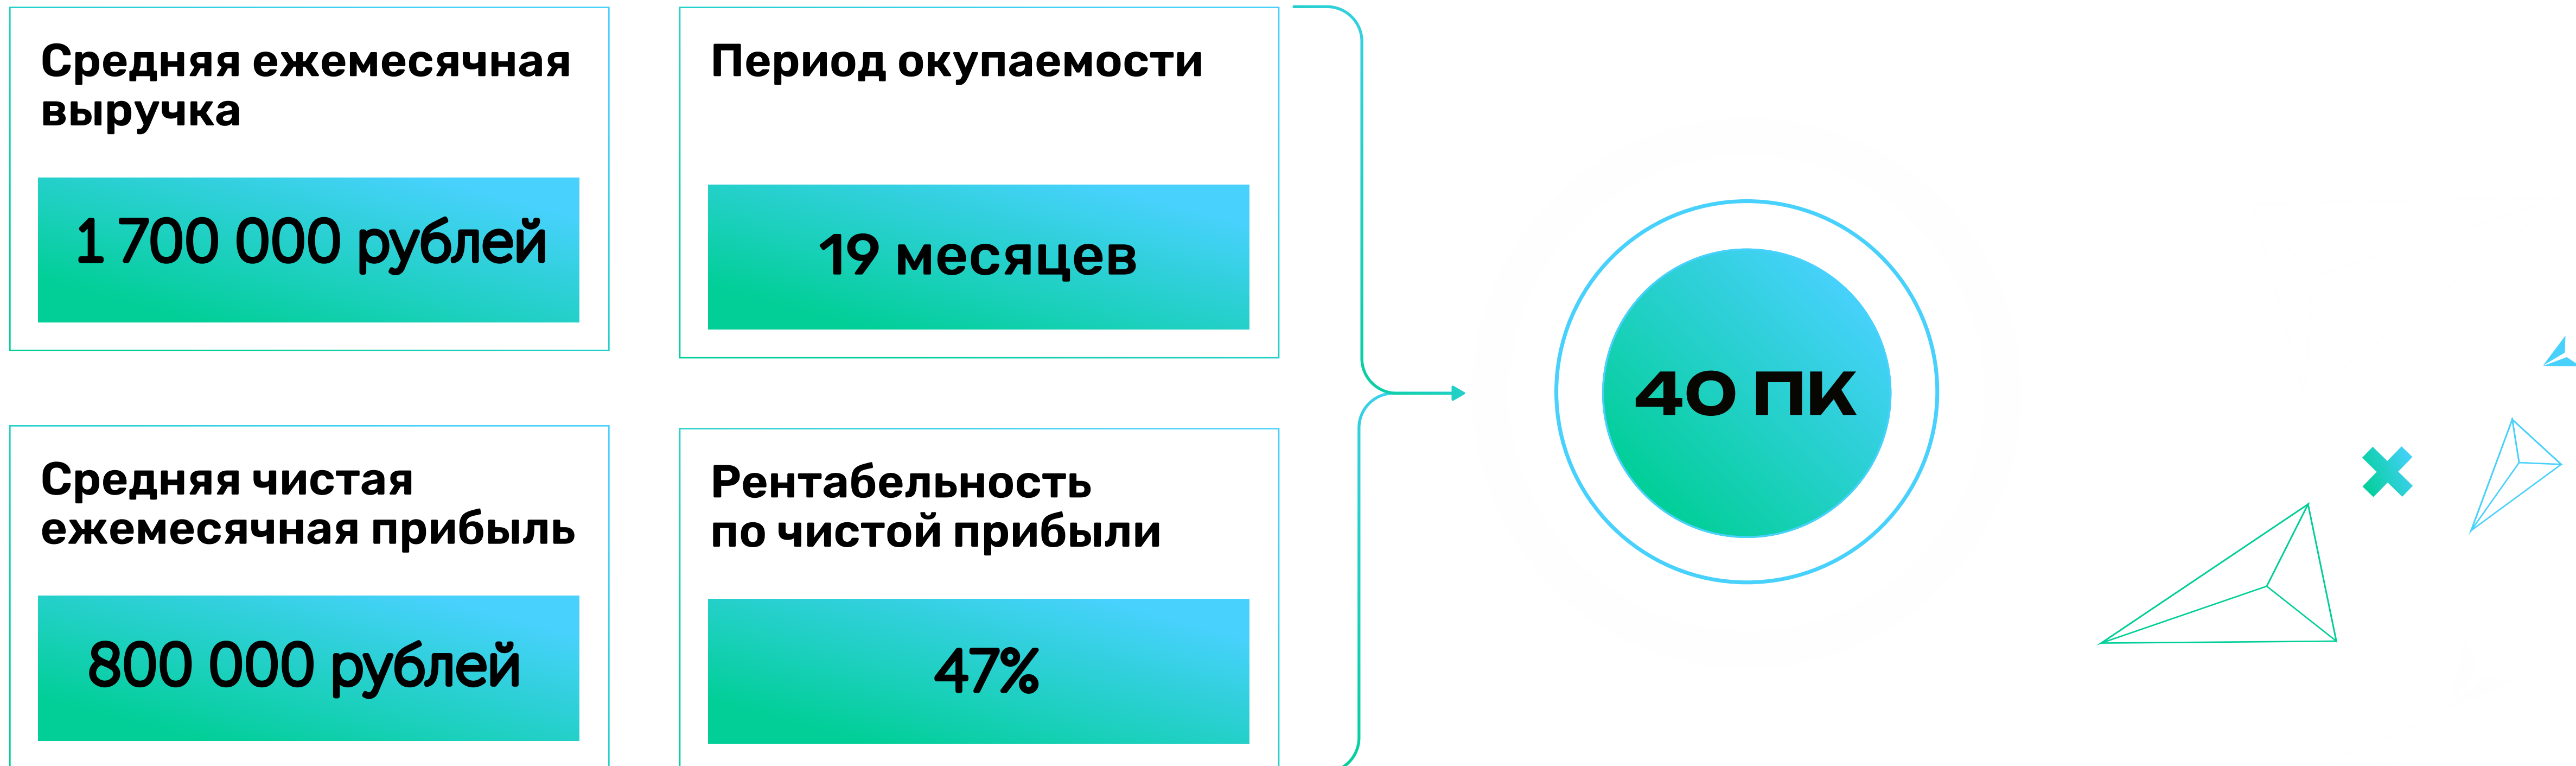 Средняя ежемесячная
выручка
1 700 000 рублей
Период окупаемости
19 месяцев
Средняя чистая
ежемесячная прибыль
800 000 рублей
Рентабельность
по чистой прибыли
47%
40 ПК